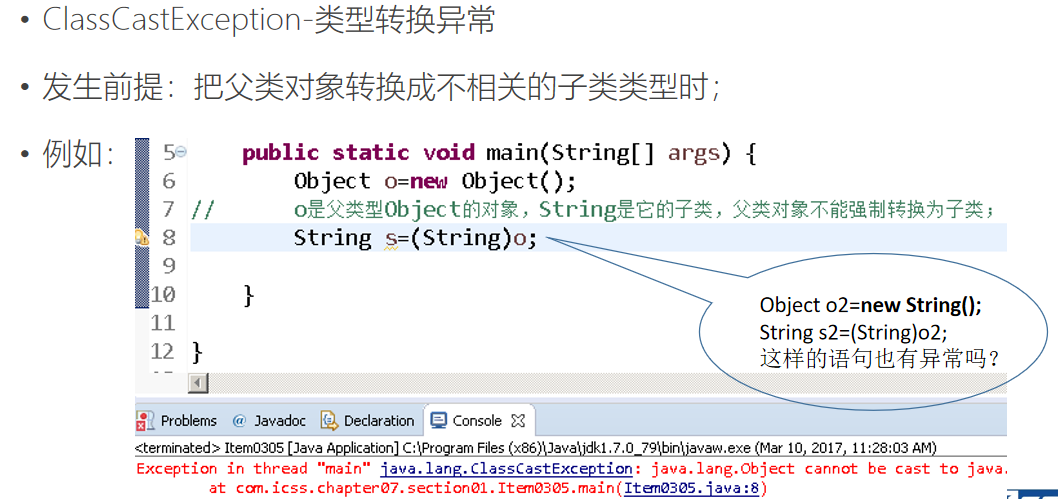 • ClassCastException-类型转换异常
• 发生前提：把父类对象转换成不相关的子类类型时；
• 例如：
5 public static void main(String[] args) {
6 Object o=new Object();
7 // o是父类型Object的对象，String是它的子类，父类对象不能强制转换为子类；
8 String s=(String)o;
9
10 }
11
12 }
Object o2=new String();
String s2=(String)o2;
这样的语句也有异常吗？
Problems @ Javadoc Declaration Console
<terminated> Item0305 [Java Application] C:\Program Files (x86)\Java\jdk1.7.0_79\bin\javaw.exe (Mar 10, 2017, 11:28:03 AM)
Exception in thread "main" java.lang.ClassCastException: java.lang.Object cannot be cast to java.
at com.icss.chapter07.section01.Item0305.main(Item0305.java:8)